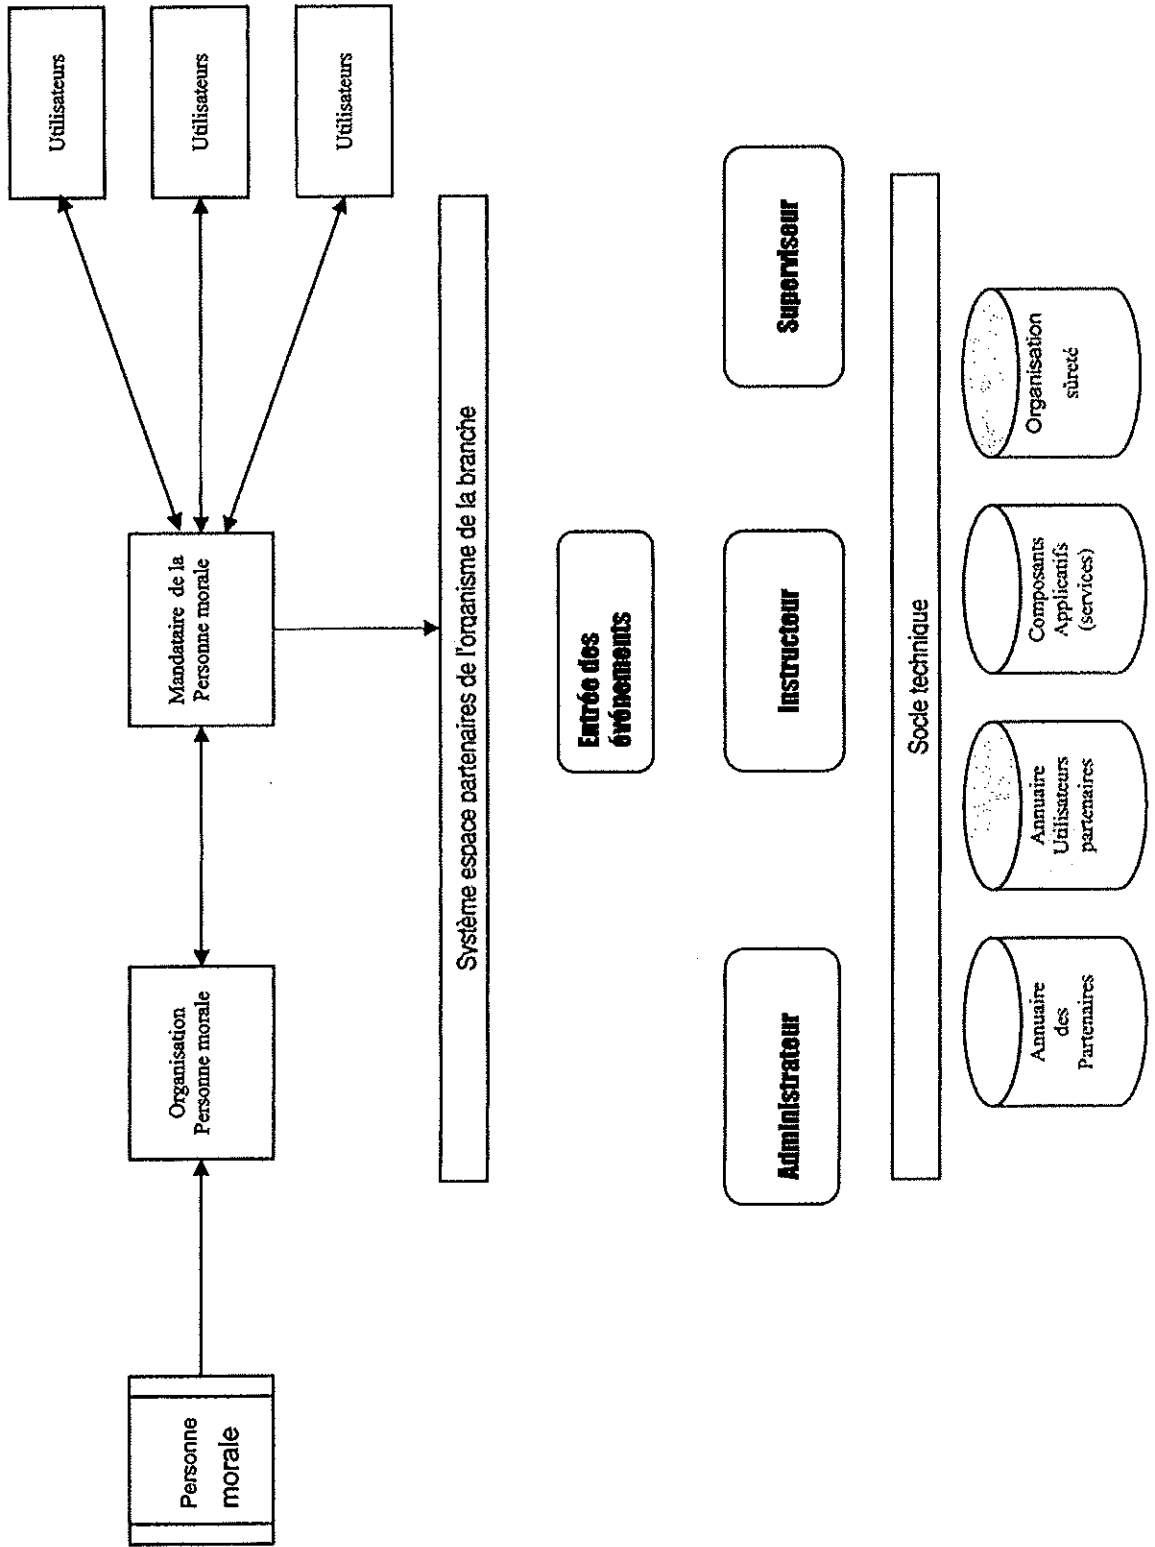 Utilisateurs
Personne
morale
Organisation
Personne morale
Mandataire de la
Personne morale
Utilisateurs
Utilisateurs
Système espace partenaires de l'organisme de la branche
Entrée des
événements
Administrateur
Instructeur
Superviseur
Socle technique
Annuaire
des
Partenaires
Annuaire
Utilisateurs
partenaires
Composants
Applicatifs
(services)
Organisation
sûreté